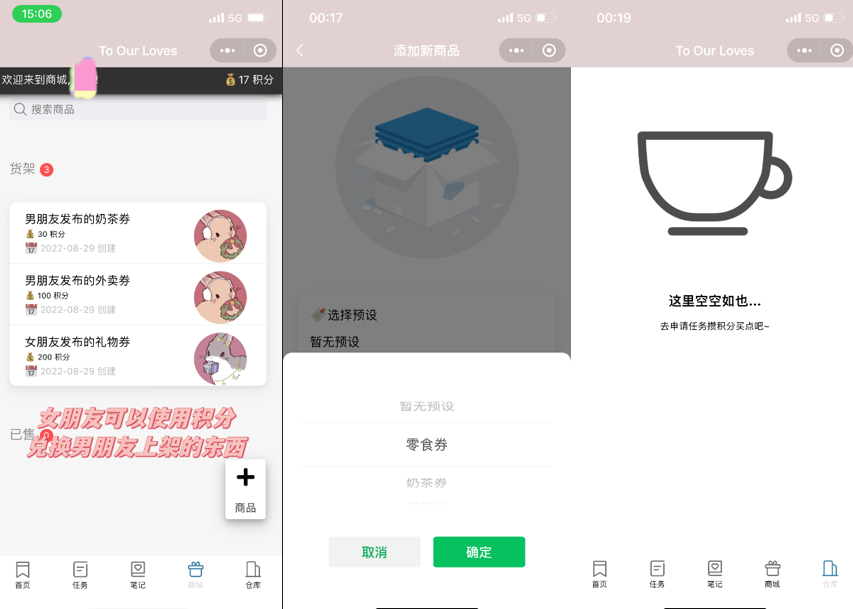 15:06
5G
To Our Loves
欢迎来到商城,
17 积分
搜索商品
货架 3
男朋友发布的奶茶券
30 积分
2022-08-29 创建
男朋友发布的外卖券
100 积分
2022-08-29 创建
女朋友发布的礼物券
200 积分
2022-08-29 创建
已售
女朋友可以使用积分
兑换男朋友上架的东西
商品
首页
任务
笔记
商城
仓库
00:17
5G
添加新商品
选择预设
暂无预设
暂无预设
零食券
奶茶券
取消
确定
00:19
5G
To Our Loves
这里空空如也...
去申请任务攒积分买点吧~
首页
任务
笔记
商城
仓库